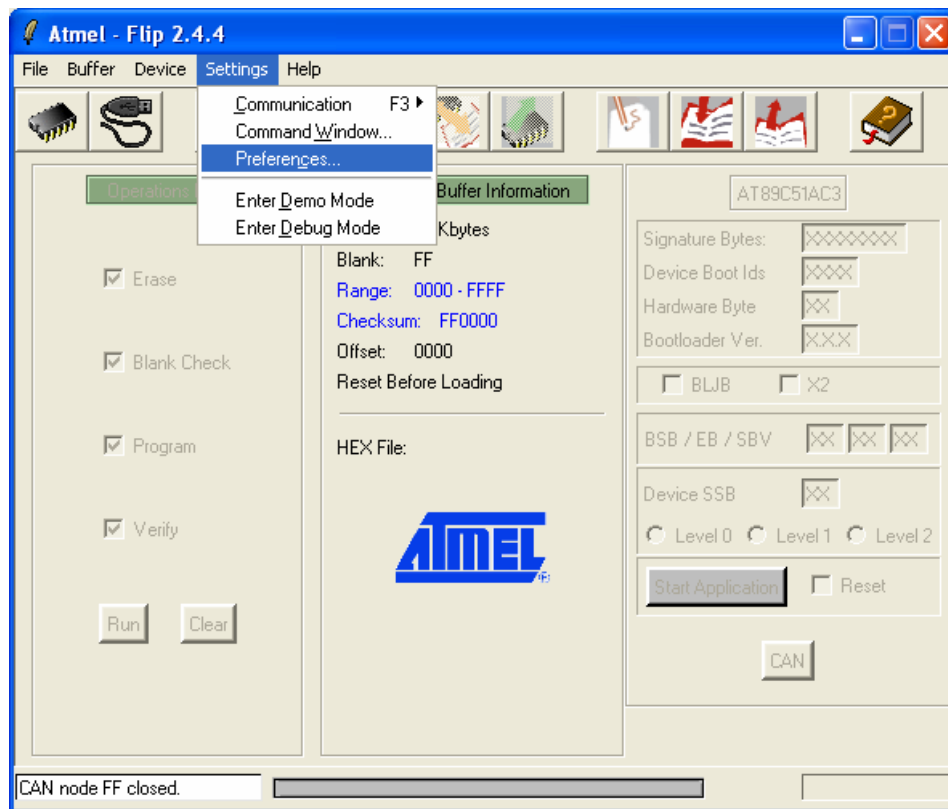 Atmel - Flip 2.4.4
File Buffer Device Settings Help
Communication F3
Command Window...
Preferences...
Enter Demo Mode
Enter Debug Mode
Operations
Erase
Blank Check
Program
Verify
Run Clear
Buffer Information
Kbytes
Blank: FF
Range: 0000 - FFFF
Checksum: FF0000
Offset: 0000
Reset Before Loading
HEX File:
ATMEL
®
AT89C51AC3
Signature Bytes: XXXXXXXX
Device Boot Ids XXXX
Hardware Byte XX
Bootloader Ver. X.X.X
BLJB X2
BSB / EB / SBV XX XX XX
Device SSB XX
Level 0 Level 1 Level 2
Start Application Reset
CAN
CAN node FF closed.